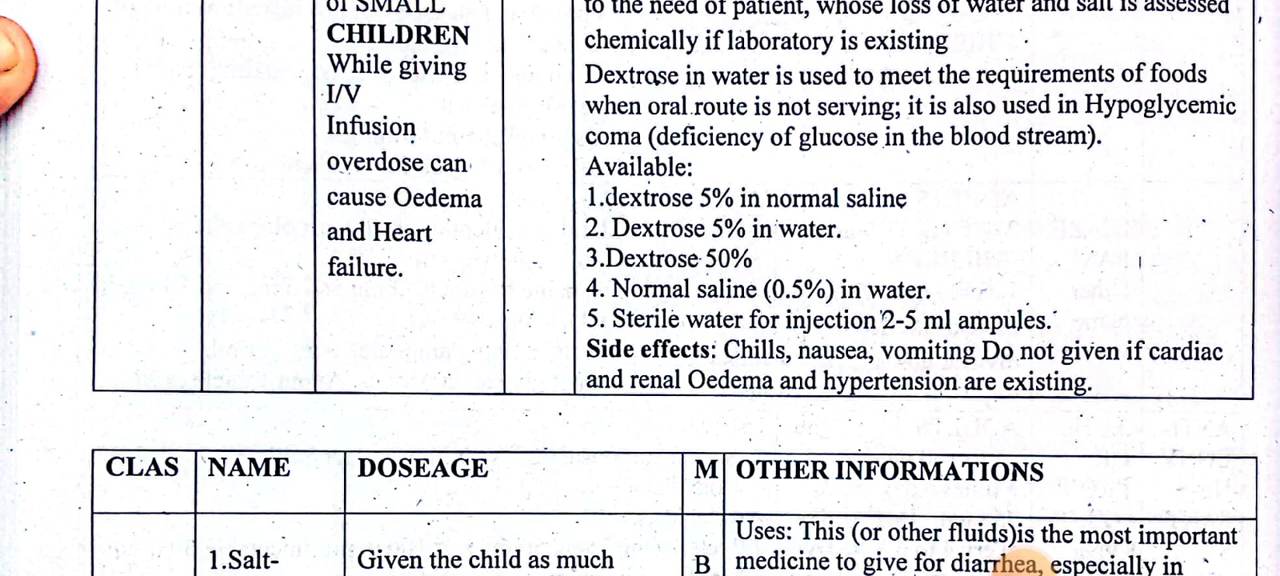 of SMALL
CHILDREN
While giving
I/V
Infusion
overdose can
cause Oedema
and Heart
failure.
to the need of patient, whose loss of water and salt is assessed
chemically if laboratory is existing
Dextrose in water is used to meet the requirements of foods
when oral route is not serving; it is also used in Hypoglycemic
coma (deficiency of glucose in the blood stream).
Available:
1.dextrose 5% in normal saline
2. Dextrose 5% in water.
3.Dextrose 50%
4. Normal saline (0.5%) in water.
5. Sterile water for injection 2-5 ml ampules.
Side effects: Chills, nausea, vomiting Do not given if cardiac
and renal Oedema and hypertension are existing.
CLAS NAME DOSEAGE M OTHER INFORMATIONS
1.Salt-
Given the child as much
B
Uses: This (or other fluids)is the most important
medicine to give for diarrhea, especially in